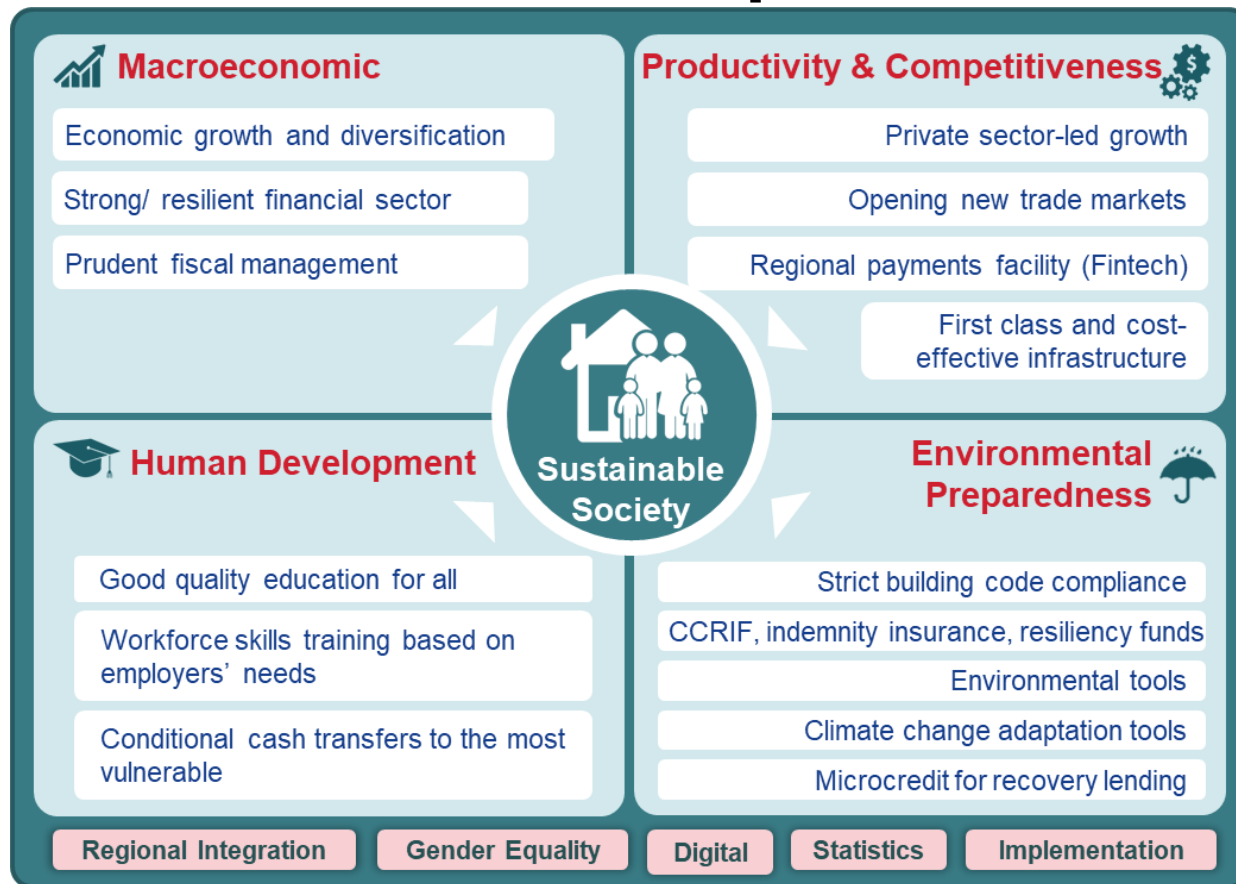 Macroeconomic
Economic growth and diversification
Strong/ resilient financial sector
Prudent fiscal management
Productivity & Competitiveness
$
Private sector-led growth
Opening new trade markets
Regional payments facility (Fintech)
First class and cost-
effective infrastructure
Sustainable
Society
Human Development
Good quality education for all
Workforce skills training based on
employers’ needs
Conditional cash transfers to the most
vulnerable
Environmental
Preparedness
Strict building code compliance
CCRIF, indemnity insurance, resiliency funds
Environmental tools
Climate change adaptation tools
Microcredit for recovery lending
Regional Integration
Gender Equality
Digital
Statistics
Implementation